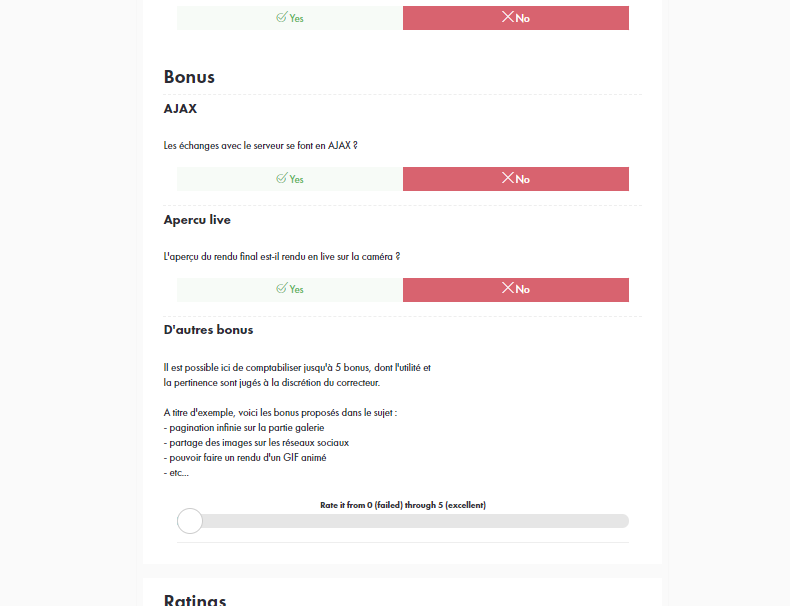 Yes
No
Bonus
AJAX
Les échanges avec le serveur se font en AJAX ?
Yes
No
Apercu live
L'aperçu du rendu final est-il rendu en live sur la caméra ?
Yes
No
D'autres bonus
Il est possible ici de comptabiliser jusqu'à 5 bonus, dont l'utilité et
la pertinence sont jugés à la discrétion du correcteur.
A titre d'exemple, voici les bonus proposés dans le sujet :
- pagination infinie sur la partie galerie
- partage des images sur les réseaux sociaux
- pouvoir faire un rendu d'un GIF animé
- etc...
Rate it from 0 (failed) through 5 (excellent)
Ratings